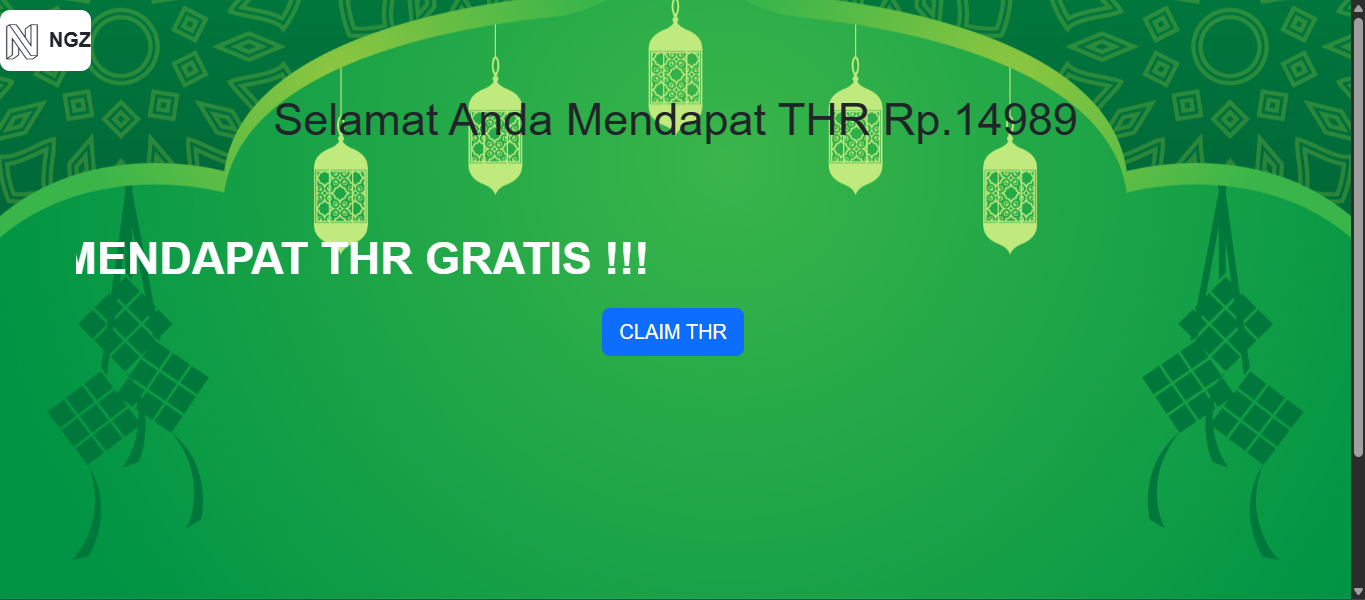 NGZ
Selamat Anda Mendapat THR Rp.14989
MENDAPAT THR GRATIS !!!
CLAIM THR